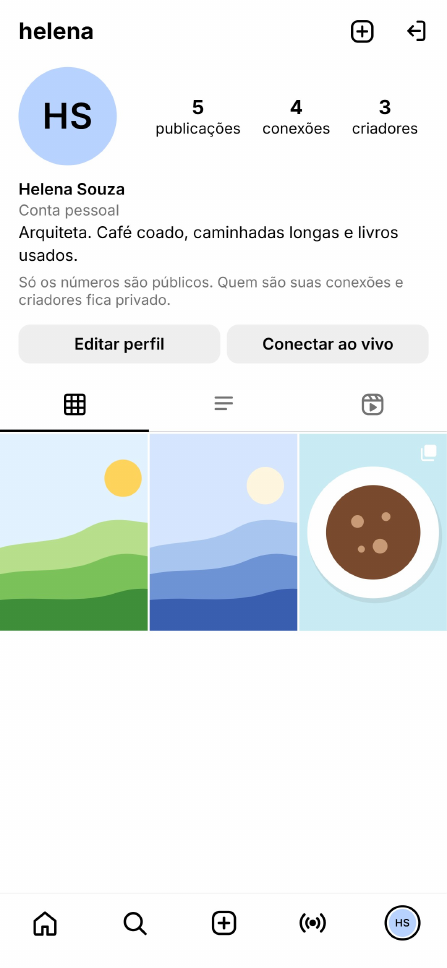 helena
HS
5
publicações
4
conexões
3
criadores
Helena Souza
Conta pessoal
Arquiteta. Café coado, caminhadas longas e livros
usados.
Só os números são públicos. Quem são suas conexões e
criadores fica privado.
Editar perfil
Conectar ao vivo
HS